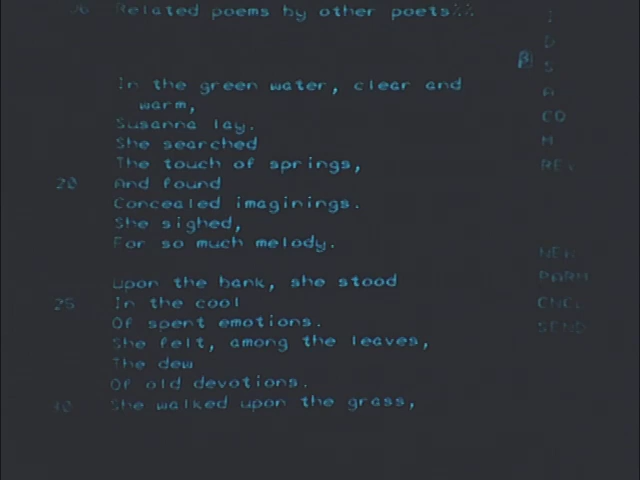 Related poems by other poets%%
In the green water, clear and
warm,
Susanna lay.
She searched
The touch of springs,
20 And found
Concealed imaginings.
She sighed,
For so much melody.
Upon the bank, she stood
25 In the cool
Of spent emotions.
She felt, among the leaves,
The dew
Of old devotions.
She walked upon the grass,
I
D
β S
A
CO
M
NEW
PARM
CNCL
SEND